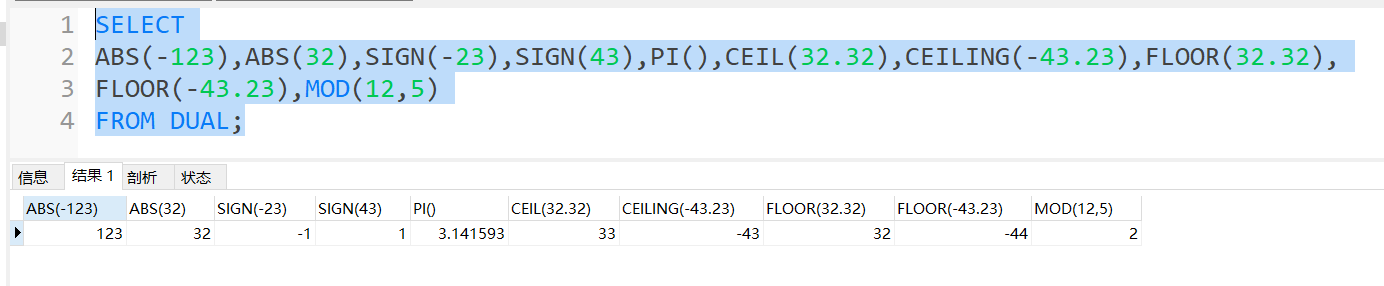 1 SELECT
2 ABS(-123),ABS(32),SIGN(-23),SIGN(43),PI(),CEIL(32.32),CEILING(-43.23),FLOOR(32.32),
3 FLOOR(-43.23),MOD(12,5)
4 FROM DUAL;
信息 结果 1 剖析 状态
ABS(-123) ABS(32) SIGN(-23) SIGN(43) PI() CEIL(32.32) CEILING(-43.23) FLOOR(32.32) FLOOR(-43.23) MOD(12,5)
123 32 -1 1 3.141593 33 -43 32 -44 2